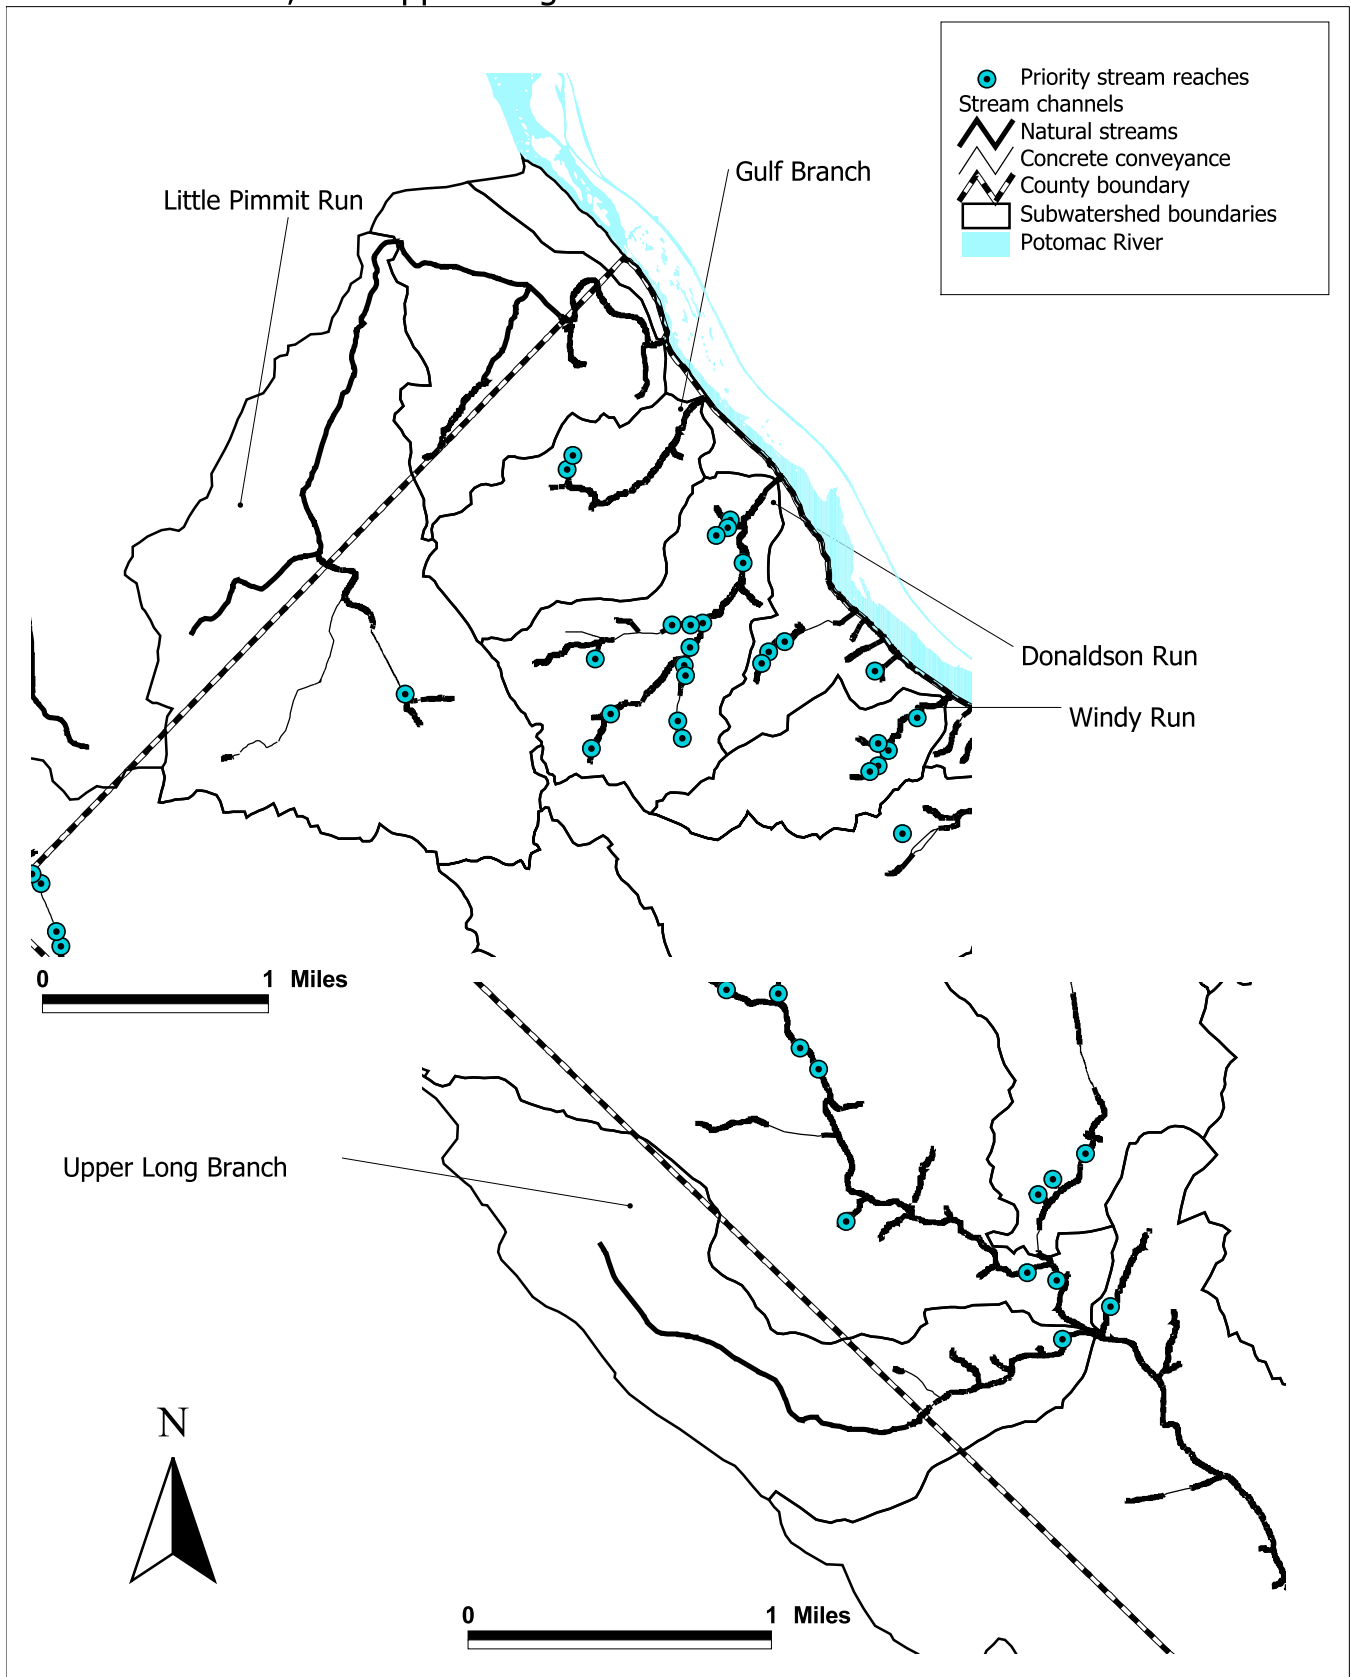 Priority stream reaches
Stream channels
Natural streams
Concrete conveyance
County boundary
Subwatershed boundaries
Potomac River
Gulf Branch
Little Pimmit Run
Donaldson Run
Windy Run
0 1 Miles
Upper Long Branch
N
0 1 Miles